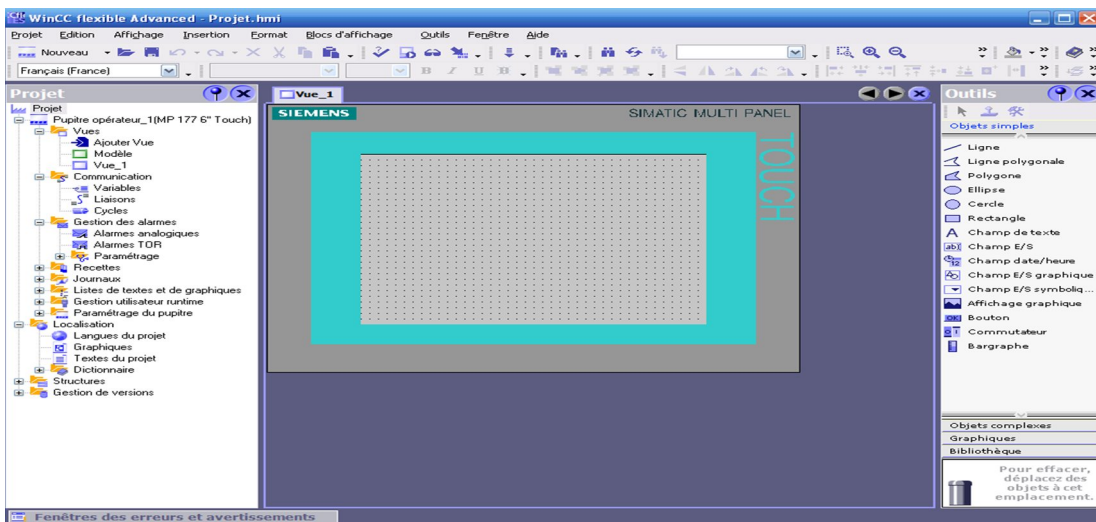 WinCC flexible Advanced - Projet.hmi
Projet Edition Affichage Insertion Format Blocs d'affichage Outils Fenêtre Aide
Nouveau
Français (France)
Projet
Projet
Pupitre opérateur_1(MP 177 6" Touch)
Vues
Ajouter Vue
Modèle
Vue_1
Communication
Variables
Liaisons
Cycles
Gestion des alarmes
Alarmes analogiques
Alarmes TOR
Paramétrage
Recettes
Journaux
Listes de textes et de graphiques
Gestion utilisateur runtime
Paramétrage du pupitre
Localisation
Langues du projet
Graphiques
Textes du projet
Dictionnaire
Structures
Gestion de versions
Vue_1
SIEMENS
SIMATIC MULTI PANEL
TOUCH
Outils
Objets simples
Ligne
Ligne polygonale
Polygone
Ellipse
Cercle
Rectangle
Champ de texte
Champ E/S
Champ date/heure
Champ E/S graphique
Champ E/S symboliq...
Affichage graphique
Bouton
Commutateur
Bargraphe
Objets complexes
Graphiques
Bibliothèque
Pour effacer,
déplacez des
objets à cet
emplacement.
Fenêtres des erreurs et avertissements